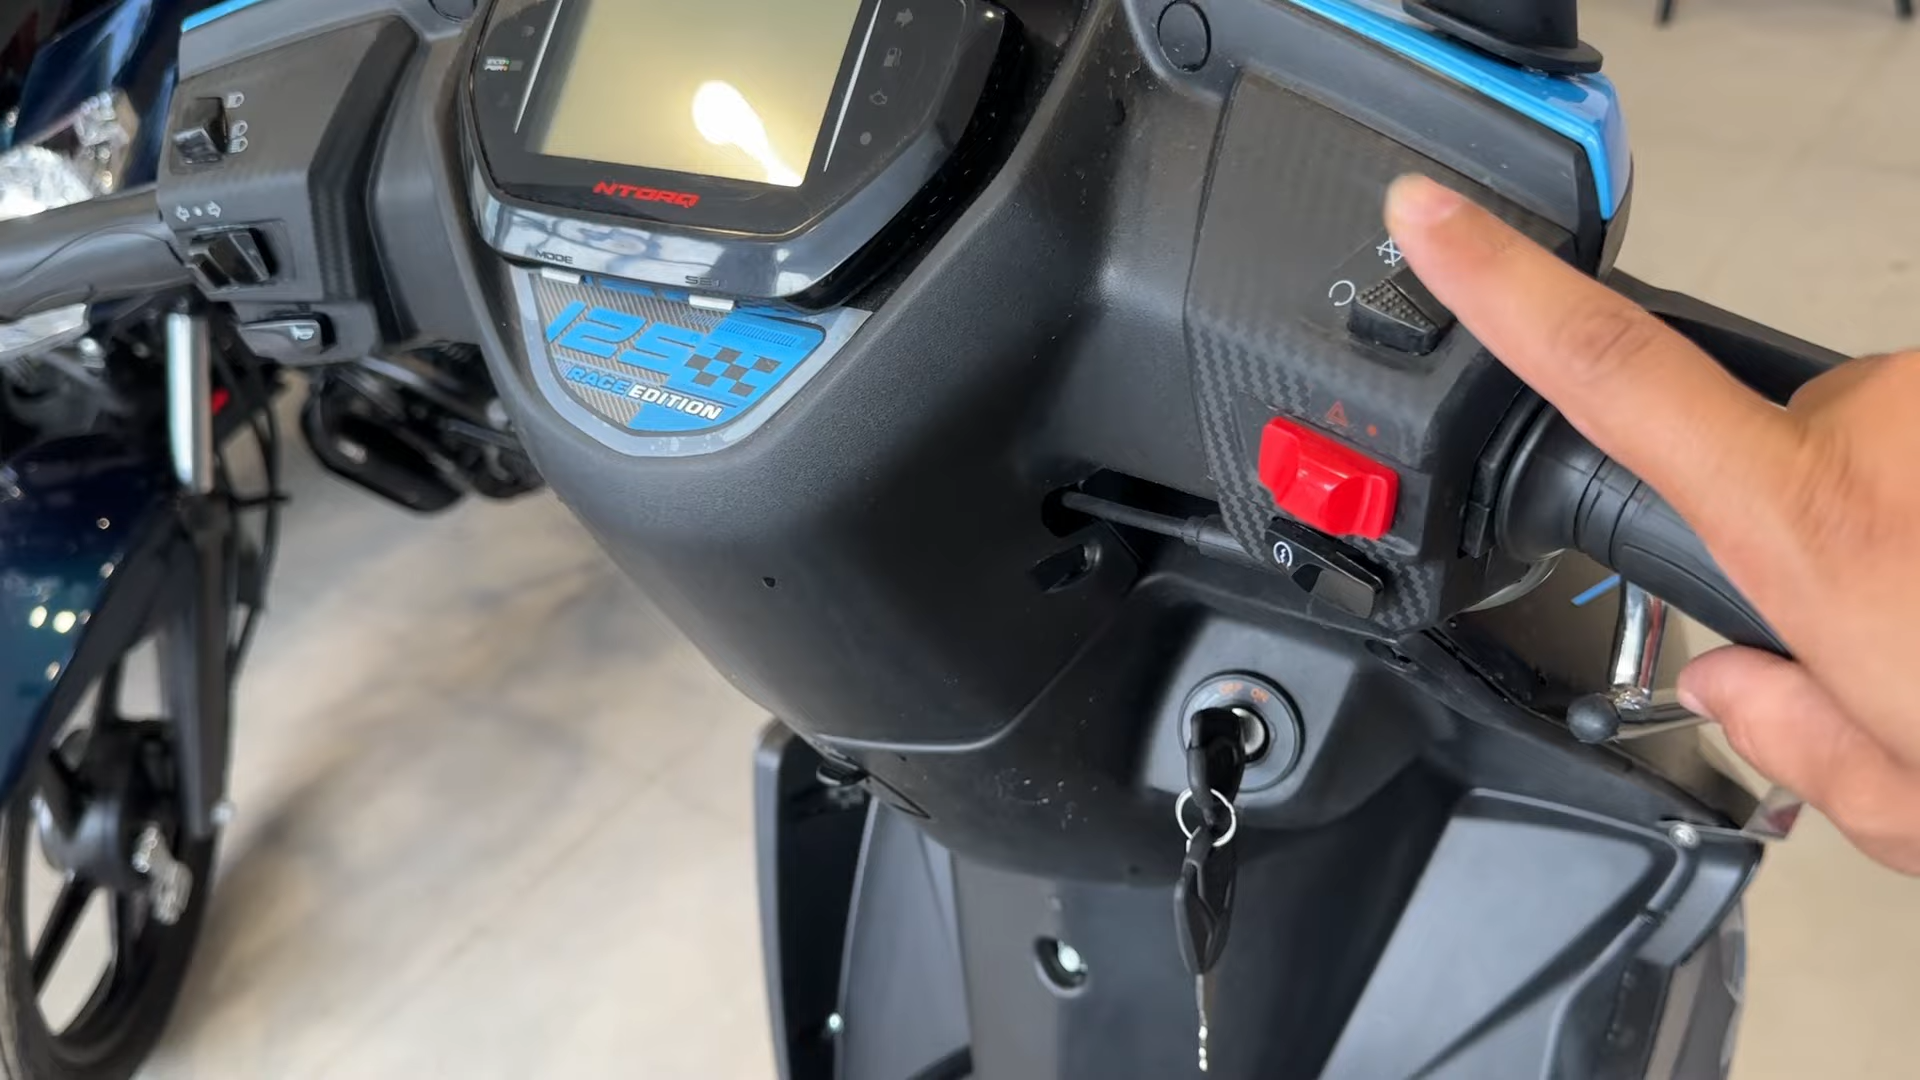 NTORQ
MODE
SET
125
RACE EDITION
OFF ON